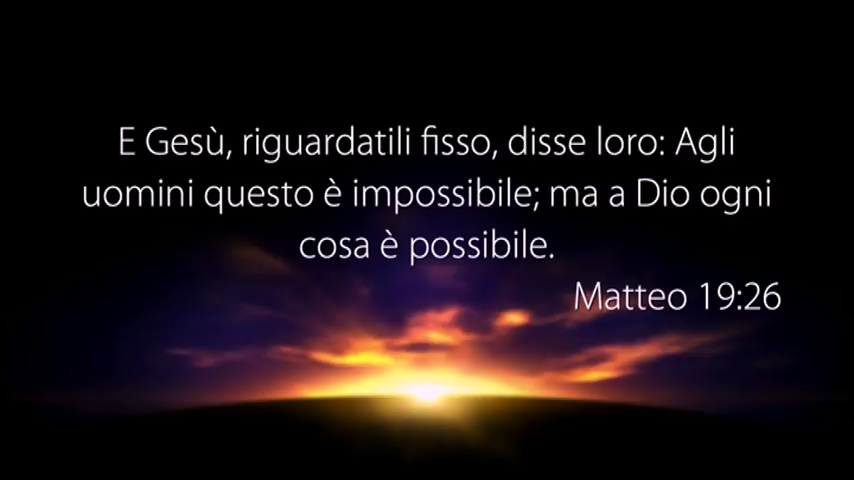 E Gesù, riguardatili fisso, disse loro: Agli
uomini questo è impossibile; ma a Dio ogni
cosa è possibile.
Matteo 19:26